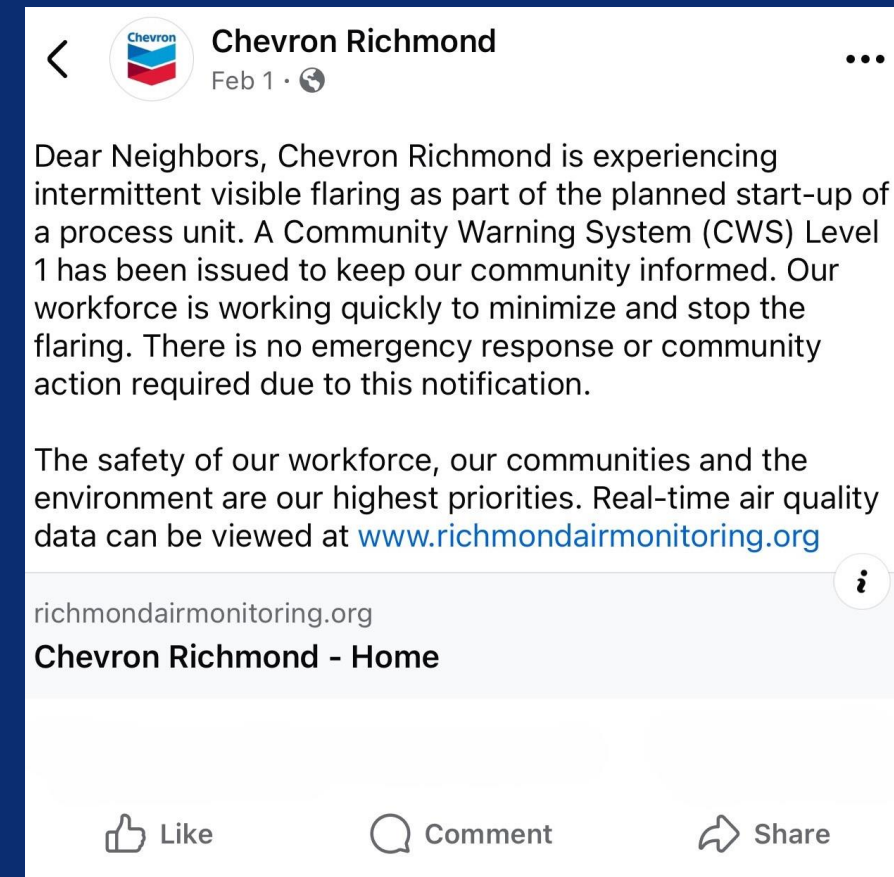 Chevron
Chevron Richmond
Feb 1 ·
Dear Neighbors, Chevron Richmond is experiencing
intermittent visible flaring as part of the planned start-up of
a process unit. A Community Warning System (CWS) Level
1 has been issued to keep our community informed. Our
workforce is working quickly to minimize and stop the
flaring. There is no emergency response or community
action required due to this notification.
The safety of our workforce, our communities and the
environment are our highest priorities. Real-time air quality
data can be viewed at www.richmondairmonitoring.org
i
richmondairmonitoring.org
Chevron Richmond - Home
Like
Comment
Share